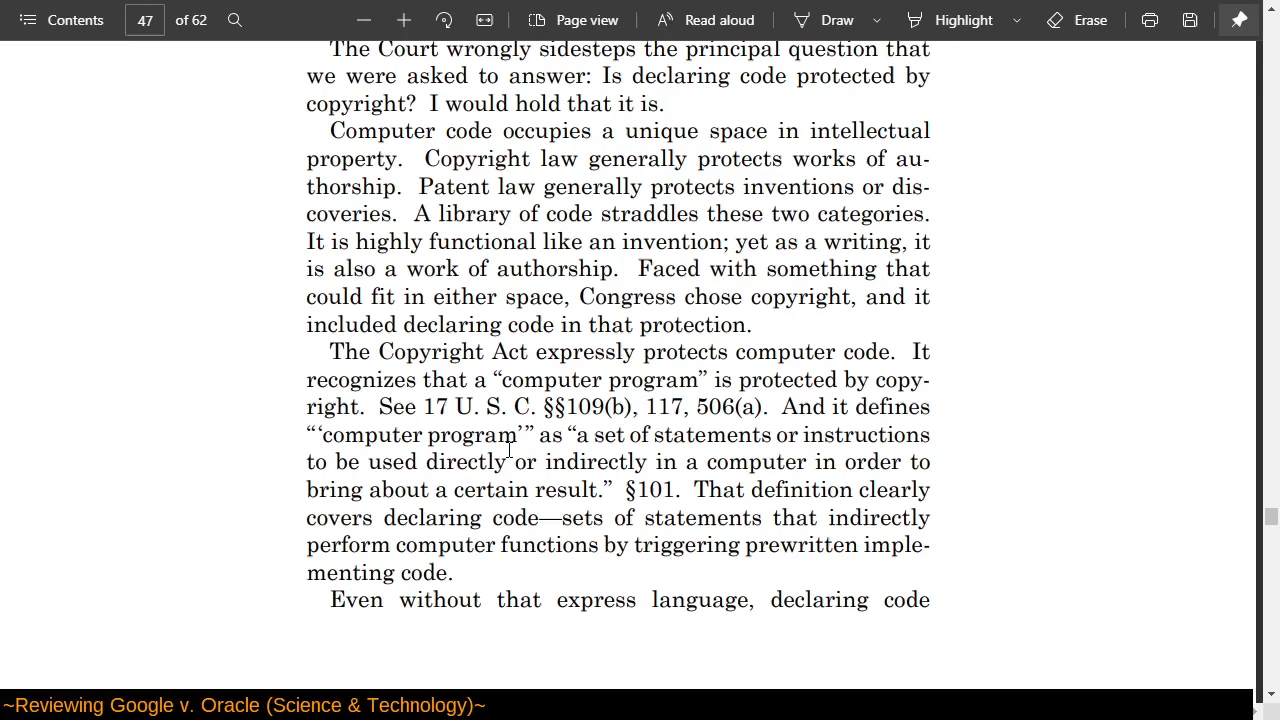 Contents 47 of 62 Page view Read aloud Draw Highlight Erase
The Court wrongly sidesteps the principal question that
we were asked to answer: Is declaring code protected by
copyright? I would hold that it is.
Computer code occupies a unique space in intellectual
property. Copyright law generally protects works of au-
thorship. Patent law generally protects inventions or dis-
coveries. A library of code straddles these two categories.
It is highly functional like an invention; yet as a writing, it
is also a work of authorship. Faced with something that
could fit in either space, Congress chose copyright, and it
included declaring code in that protection.
The Copyright Act expressly protects computer code. It
recognizes that a “computer program” is protected by copy-
right. See 17 U. S. C. §§109(b), 117, 506(a). And it defines
“‘computer program’” as “a set of statements or instructions
to be used directly or indirectly in a computer in order to
bring about a certain result.” §101. That definition clearly
covers declaring code—sets of statements that indirectly
perform computer functions by triggering prewritten imple-
menting code.
Even without that express language, declaring code
~Reviewing Google v. Oracle (Science & Technology)~